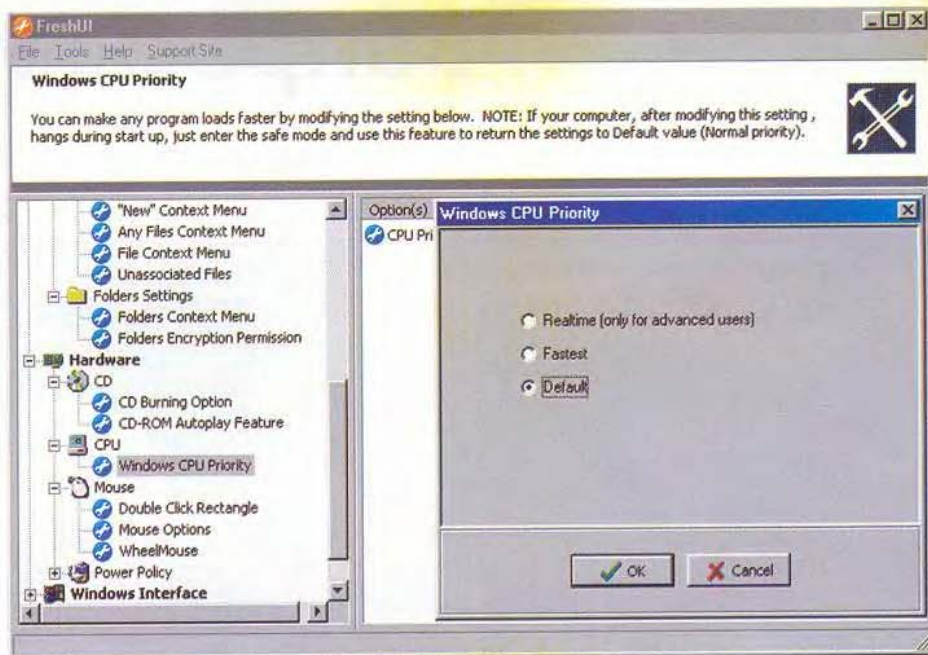 FreshUI
File Tools Help Support Site
Windows CPU Priority
You can make any program loads faster by modifying the setting below. NOTE: If your computer, after modifying this setting ,
hangs during start up, just enter the safe mode and use this feature to return the settings to Default value (Normal priority).
"New" Context Menu
Any Files Context Menu
File Context Menu
Unassociated Files
Folders Settings
Folders Context Menu
Folders Encryption Permission
Hardware
CD
CD Burning Option
CD-ROM Autoplay Feature
CPU
Windows CPU Priority
Mouse
Double Click Rectangle
Mouse Options
WheelMouse
Power Policy
Windows Interface
Option(s)
CPU Pri
Windows CPU Priority
Realtime (only for advanced users)
Fastest
Default
OK
Cancel